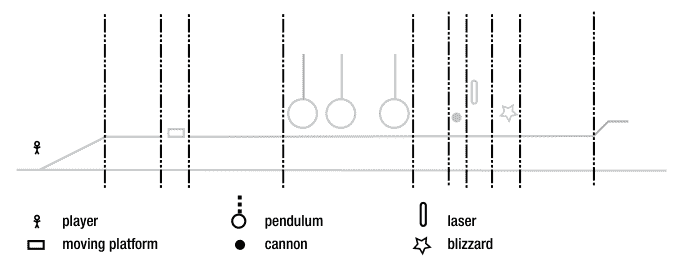 player
pendulum
laser
moving platform
cannon
blizzard